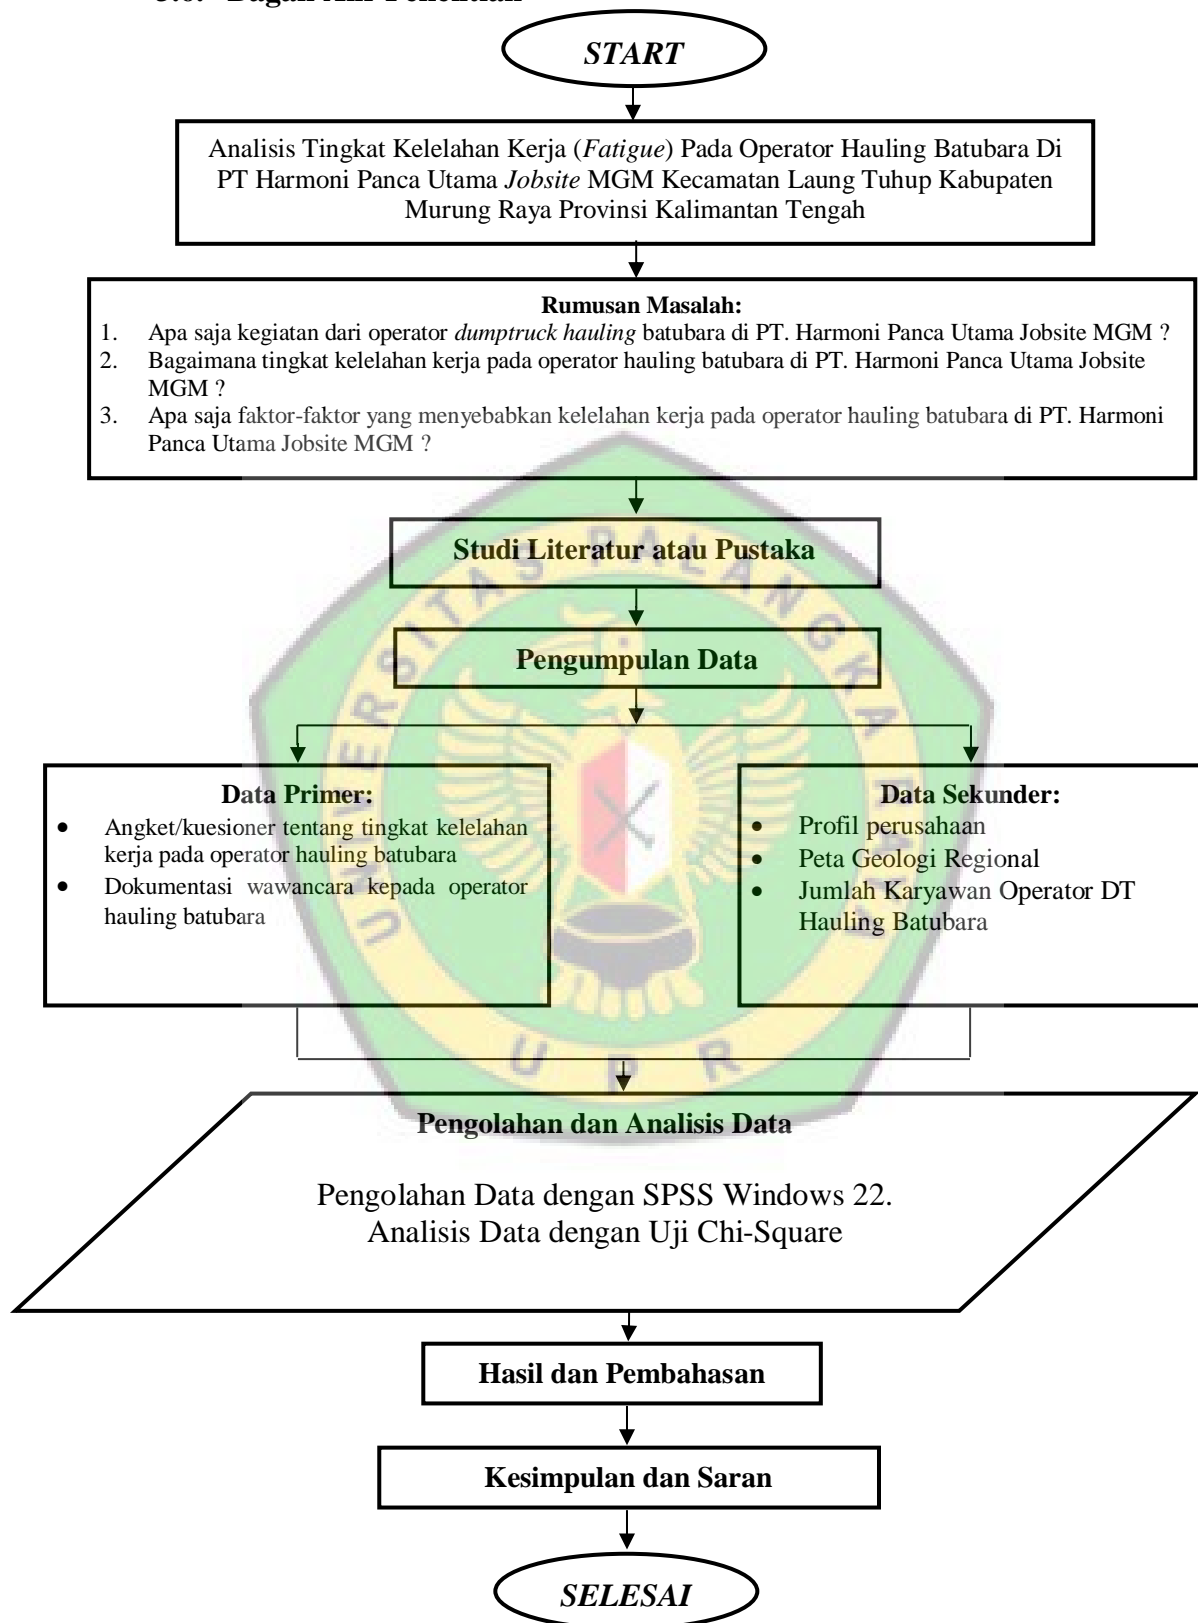 3.6. Bagan Alir Penelitian
START
Analisis Tingkat Kelelahan Kerja (Fatigue) Pada Operator Hauling Batubara Di
PT Harmoni Panca Utama Jobsite MGM Kecamatan Laung Tuhup Kabupaten
Murung Raya Provinsi Kalimantan Tengah
Rumusan Masalah:
1. Apa saja kegiatan dari operator dumptruck hauling batubara di PT. Harmoni Panca Utama Jobsite MGM ?
2. Bagaimana tingkat kelelahan kerja pada operator hauling batubara di PT. Harmoni Panca Utama Jobsite
MGM ?
3. Apa saja faktor-faktor yang menyebabkan kelelahan kerja pada operator hauling batubara di PT. Harmoni
Panca Utama Jobsite MGM ?
Studi Literatur atau Pustaka
Pengumpulan Data
Data Primer:
• Angket/kuesioner tentang tingkat kelelahan
kerja pada operator hauling batubara
• Dokumentasi wawancara kepada operator
hauling batubara
Data Sekunder:
• Profil perusahaan
• Peta Geologi Regional
• Jumlah Karyawan Operator DT
Hauling Batubara
Pengolahan dan Analisis Data
Pengolahan Data dengan SPSS Windows 22.
Analisis Data dengan Uji Chi-Square
Hasil dan Pembahasan
Kesimpulan dan Saran
SELESAI
UNIVERSITAS PALANGKA RAYA
UPR